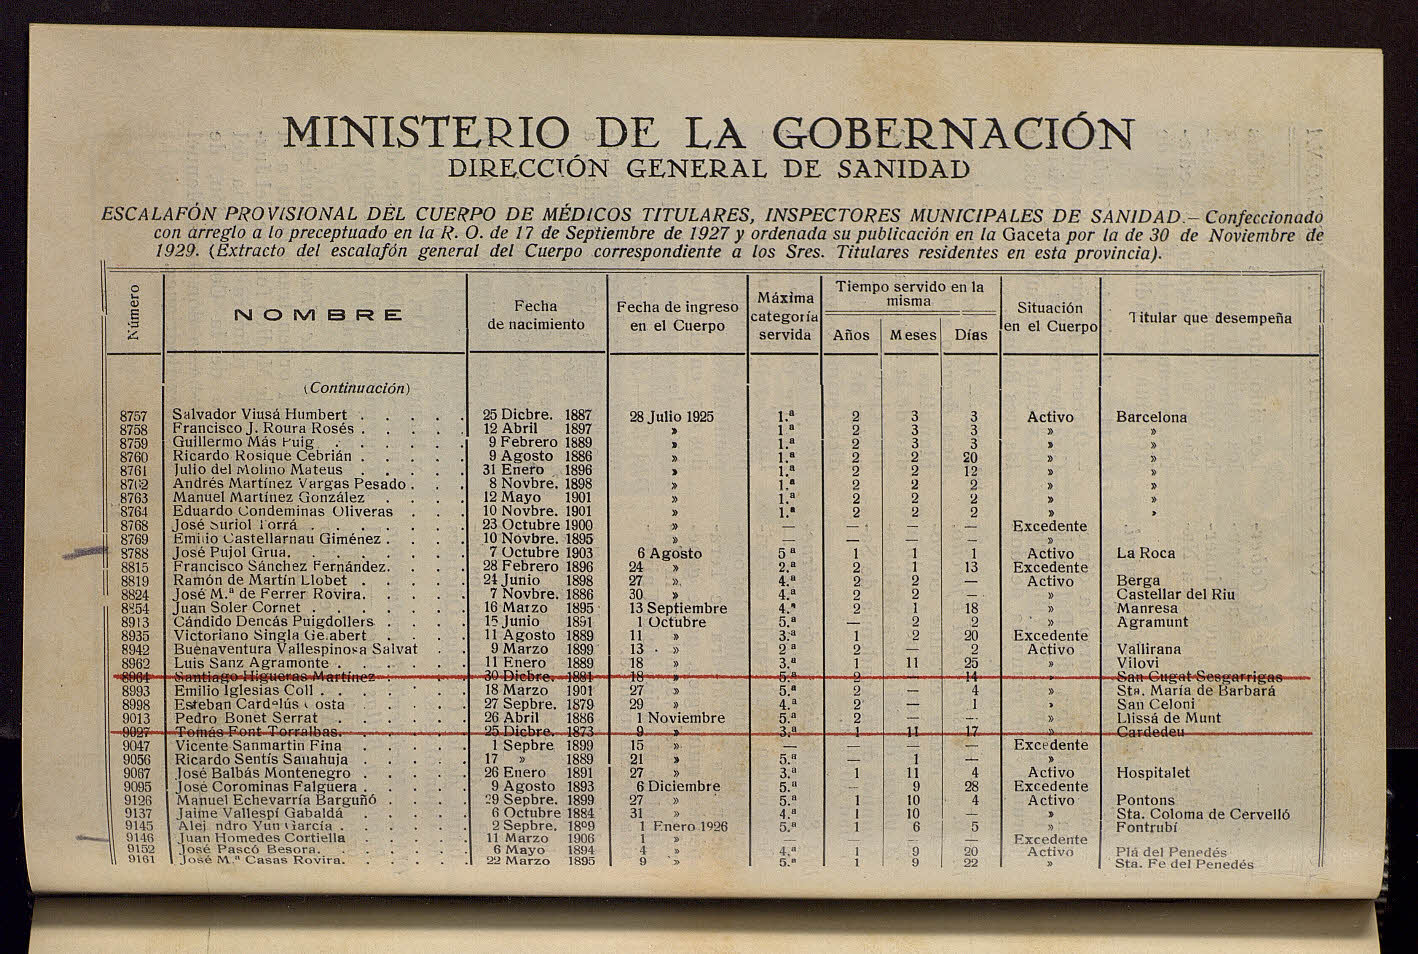 MINISTERIO DE LA GOBERNACIÓN
DIRECCIÓN GENERAL DE SANIDAD
ESCALAFÓN PROVISIONAL DEL CUERPO DE MÉDICOS TITULARES, INSPECTORES MUNICIPALES DE SANIDAD.– Confeccionado
con arreglo a lo preceptuado en la R. O. de 17 de Septiembre de 1927 y ordenada su publicación en la Gaceta por la de 30 de Noviembre de
1929. (Extracto del escalafón general del Cuerpo correspondiente a los Sres. Titulares residentes en esta provincia).
Número NOMBRE Fecha de nacimiento Fecha de ingreso en el Cuerpo Máxima categoría servida Tiempo servido en la misma Años Meses Días Situación en el Cuerpo Titular que desempeña
(Continuación)
8757 Salvador Viusá Humbert . . . . . 25 Dicbre. 1887 28 Julio 1925 1.ª 2 3 3 Activo Barcelona
8758 Francisco J. Roura Rosés . . . . . 12 Abril 1897 » 1.ª 2 3 3 » »
8759 Guillermo Más Puig . . . . . 9 Febrero 1889 » 1.ª 2 3 3 » »
8760 Ricardo Rosique Cebrián . . . . . 9 Agosto 1886 » 1.ª 2 2 20 » »
8761 Julio del Molino Mateus . . . . . 31 Enero 1896 » 1.ª 2 2 12 » »
8762 Andrés Martínez Vargas Pesado . . . 8 Novbre. 1898 » 1.ª 2 2 2 » »
8763 Manuel Martínez González . . . . 12 Mayo 1901 » 1.ª 2 2 2 » »
8764 Eduardo Condeminas Oliveras . . . 10 Novbre. 1901 » 1.ª 2 2 2 » »
8768 José Suriol Torrá . . . . . . 23 Octubre 1900 » — — — — Excedente
8769 Emilio Castellarnau Giménez . . . . 10 Novbre. 1895 » — — — — »
8788 José Pujol Grua. . . . . . . 7 Octubre 1903 6 Agosto 5.ª 1 1 1 Activo La Roca
8815 Francisco Sánchez Fernández. . . . 28 Febrero 1896 24 » 2.ª 2 1 13 Excedente
8819 Ramón de Martín Llobet . . . . . 24 Junio 1898 27 » 4.ª 2 2 — Activo Berga
8824 José M.ª de Ferrer Rovira. . . . . 7 Novbre. 1886 30 » 4.ª 2 2 — » Castellar del Riu
8854 Juan Soler Cornet . . . . . . 16 Marzo 1895 13 Septiembre 4.ª 2 1 18 » Manresa
8913 Cándido Dencás Puigdollers . . . . 15 Junio 1891 1 Octubre 5.ª — 2 2 » Agramunt
8935 Victoriano Singla Gelabert . . . . 11 Agosto 1889 11 » 3.ª 1 2 20 Excedente
8942 Buenaventura Vallespinosa Salvat . . 9 Marzo 1899 13 » 2.ª 2 — 2 Activo Vallirana
8962 Luis Sanz Agramonte . . . . . 11 Enero 1889 18 » 3.ª 1 11 25 » Vilovi
8964 Santiago Higueras Martínez . . . . 30 Dicbre. 1881 18 » 5.ª 2 — 14 » San Cugat Sesgarrigas
8993 Emilio Iglesias Coll . . . . . . 18 Marzo 1901 27 » 5.ª 2 — 4 » Sta. María de Barbará
8998 Esteban Cardelús Costa . . . . . 27 Sepbre. 1879 29 » 4.ª 2 — 1 » San Celoni
9013 Pedro Bonet Serrat . . . . . 26 Abril 1886 1 Noviembre 5.ª 2 — — » Llissá de Munt
9027 Tomás Font Torralbas. . . . . 25 Dicbre. 1873 9 » 3.ª 1 11 17 » Cardedeu
9047 Vicente Sanmartin Fina . . . . . 1 Sepbre 1899 15 » — — — — Excedente
9056 Ricardo Sentís Sanahuja . . . . . 17 » 1889 21 » 5.ª — 1 — »
9067 José Balbás Montenegro . . . . . 26 Enero 1891 27 » 3.ª 1 11 4 Activo Hospitalet
9095 José Corominas Falguera . . . . . 9 Agosto 1893 6 Diciembre 5.ª — 9 28 Excedente
9126 Manuel Echevarría Barguñó . . . . 29 Sepbre. 1899 27 » 5.ª 1 10 4 Activo Pontons
9137 Jaime Vallespí Gabaldá . . . . . 6 Octubre 1884 31 » 4.ª 1 10 — » Sta. Coloma de Cervelló
9145 Alejandro Yun García . . . . . 2 Sepbre. 1899 1 Enero 1926 5.ª 1 6 5 » Fontrubí
9146 Juan Homedes Cortiella . . . . . 11 Marzo 1906 1 » — — — — Excedente
9152 José Pascó Besora. . . . . . 6 Mayo 1894 4 » 4.ª 1 9 20 Activo Plá del Penedés
9161 José M.ª Casas Rovira. . . . . 22 Marzo 1895 9 » 5.ª 1 9 22 » Sta. Fe del Penedés